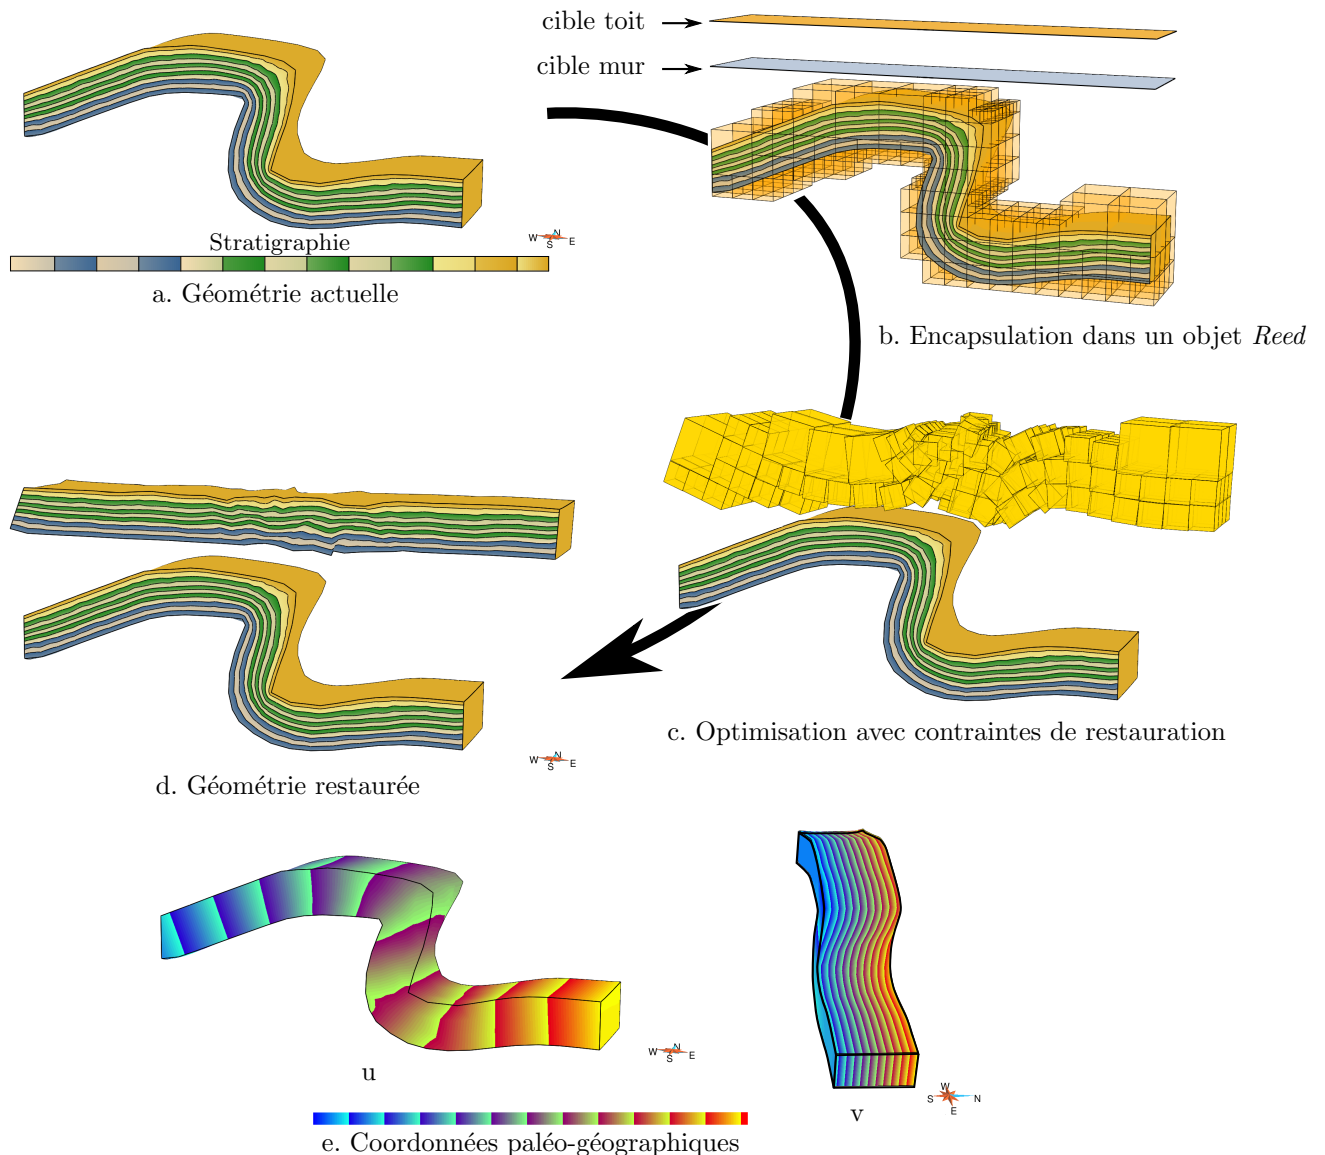 cible toit
cible mur
Stratigraphie
W N S E
a. Géométrie actuelle
b. Encapsulation dans un objet Reed
c. Optimisation avec contraintes de restauration
W N S E
d. Géométrie restaurée
W N S E
u
W S N E
v
e. Coordonnées paléo-géographiques